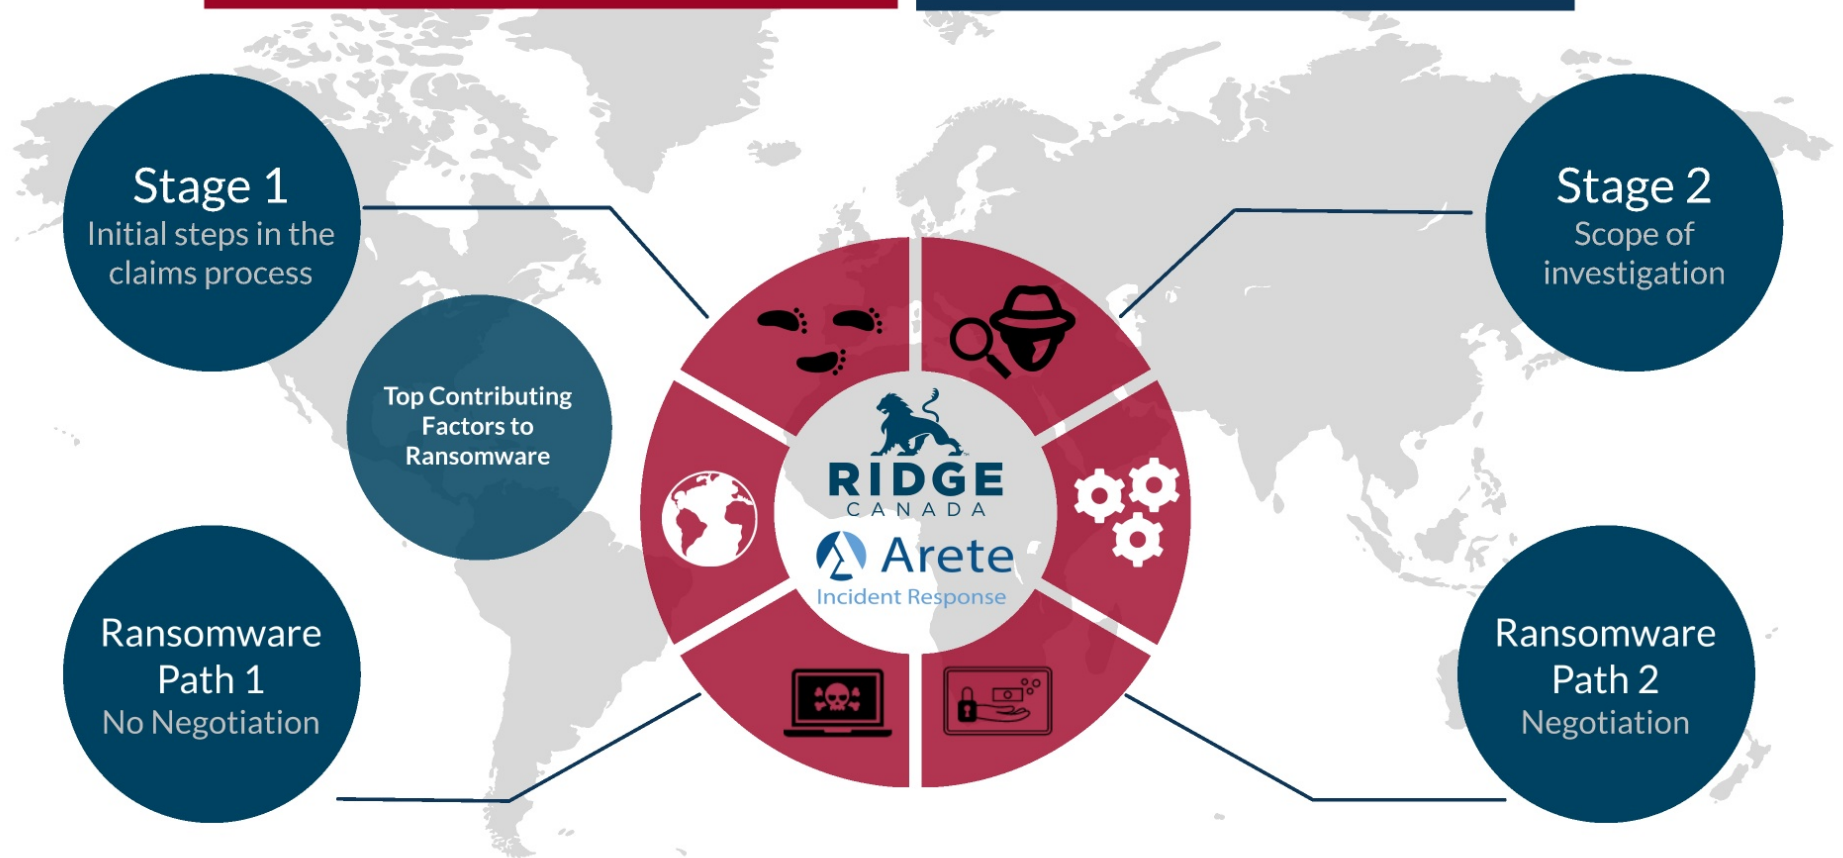 Stage 1
Initial steps in the
claims process
Stage 2
Scope of
investigation
Top Contributing
Factors to
Ransomware
RIDGE
CANADA
Arete
Incident Response
Ransomware
Path 1
No Negotiation
Ransomware
Path 2
Negotiation